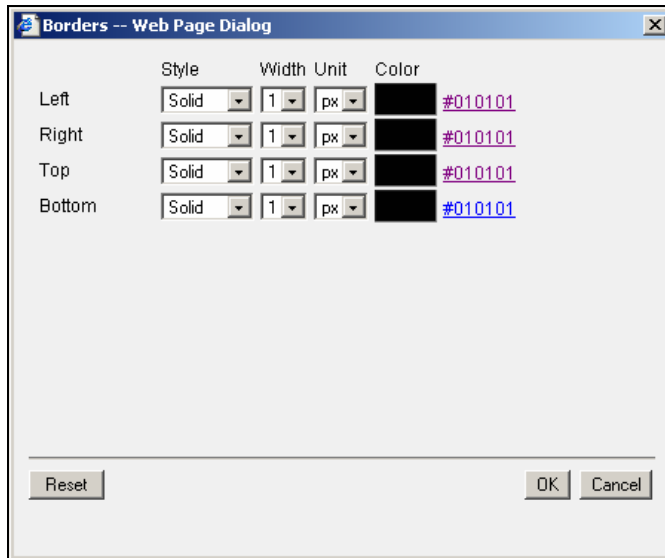 Borders -- Web Page Dialog
Style Width Unit Color
Left Solid 1 px #010101
Right Solid 1 px #010101
Top Solid 1 px #010101
Bottom Solid 1 px #010101
Reset OK Cancel